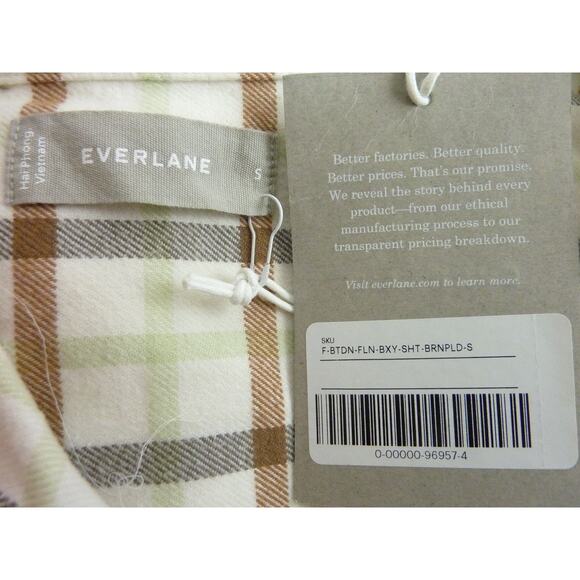 Hai Phong,
Vietnam
EVERLANE
S
Better factories. Better quality.
Better prices. That's our promise.
We reveal the story behind every
product—from our ethical
manufacturing process to our
transparent pricing breakdown.
Visit everlane.com to learn more.
SKU
F-BTDN-FLN-BXY-SHT-BRNPLD-S
0-00000-96957-4